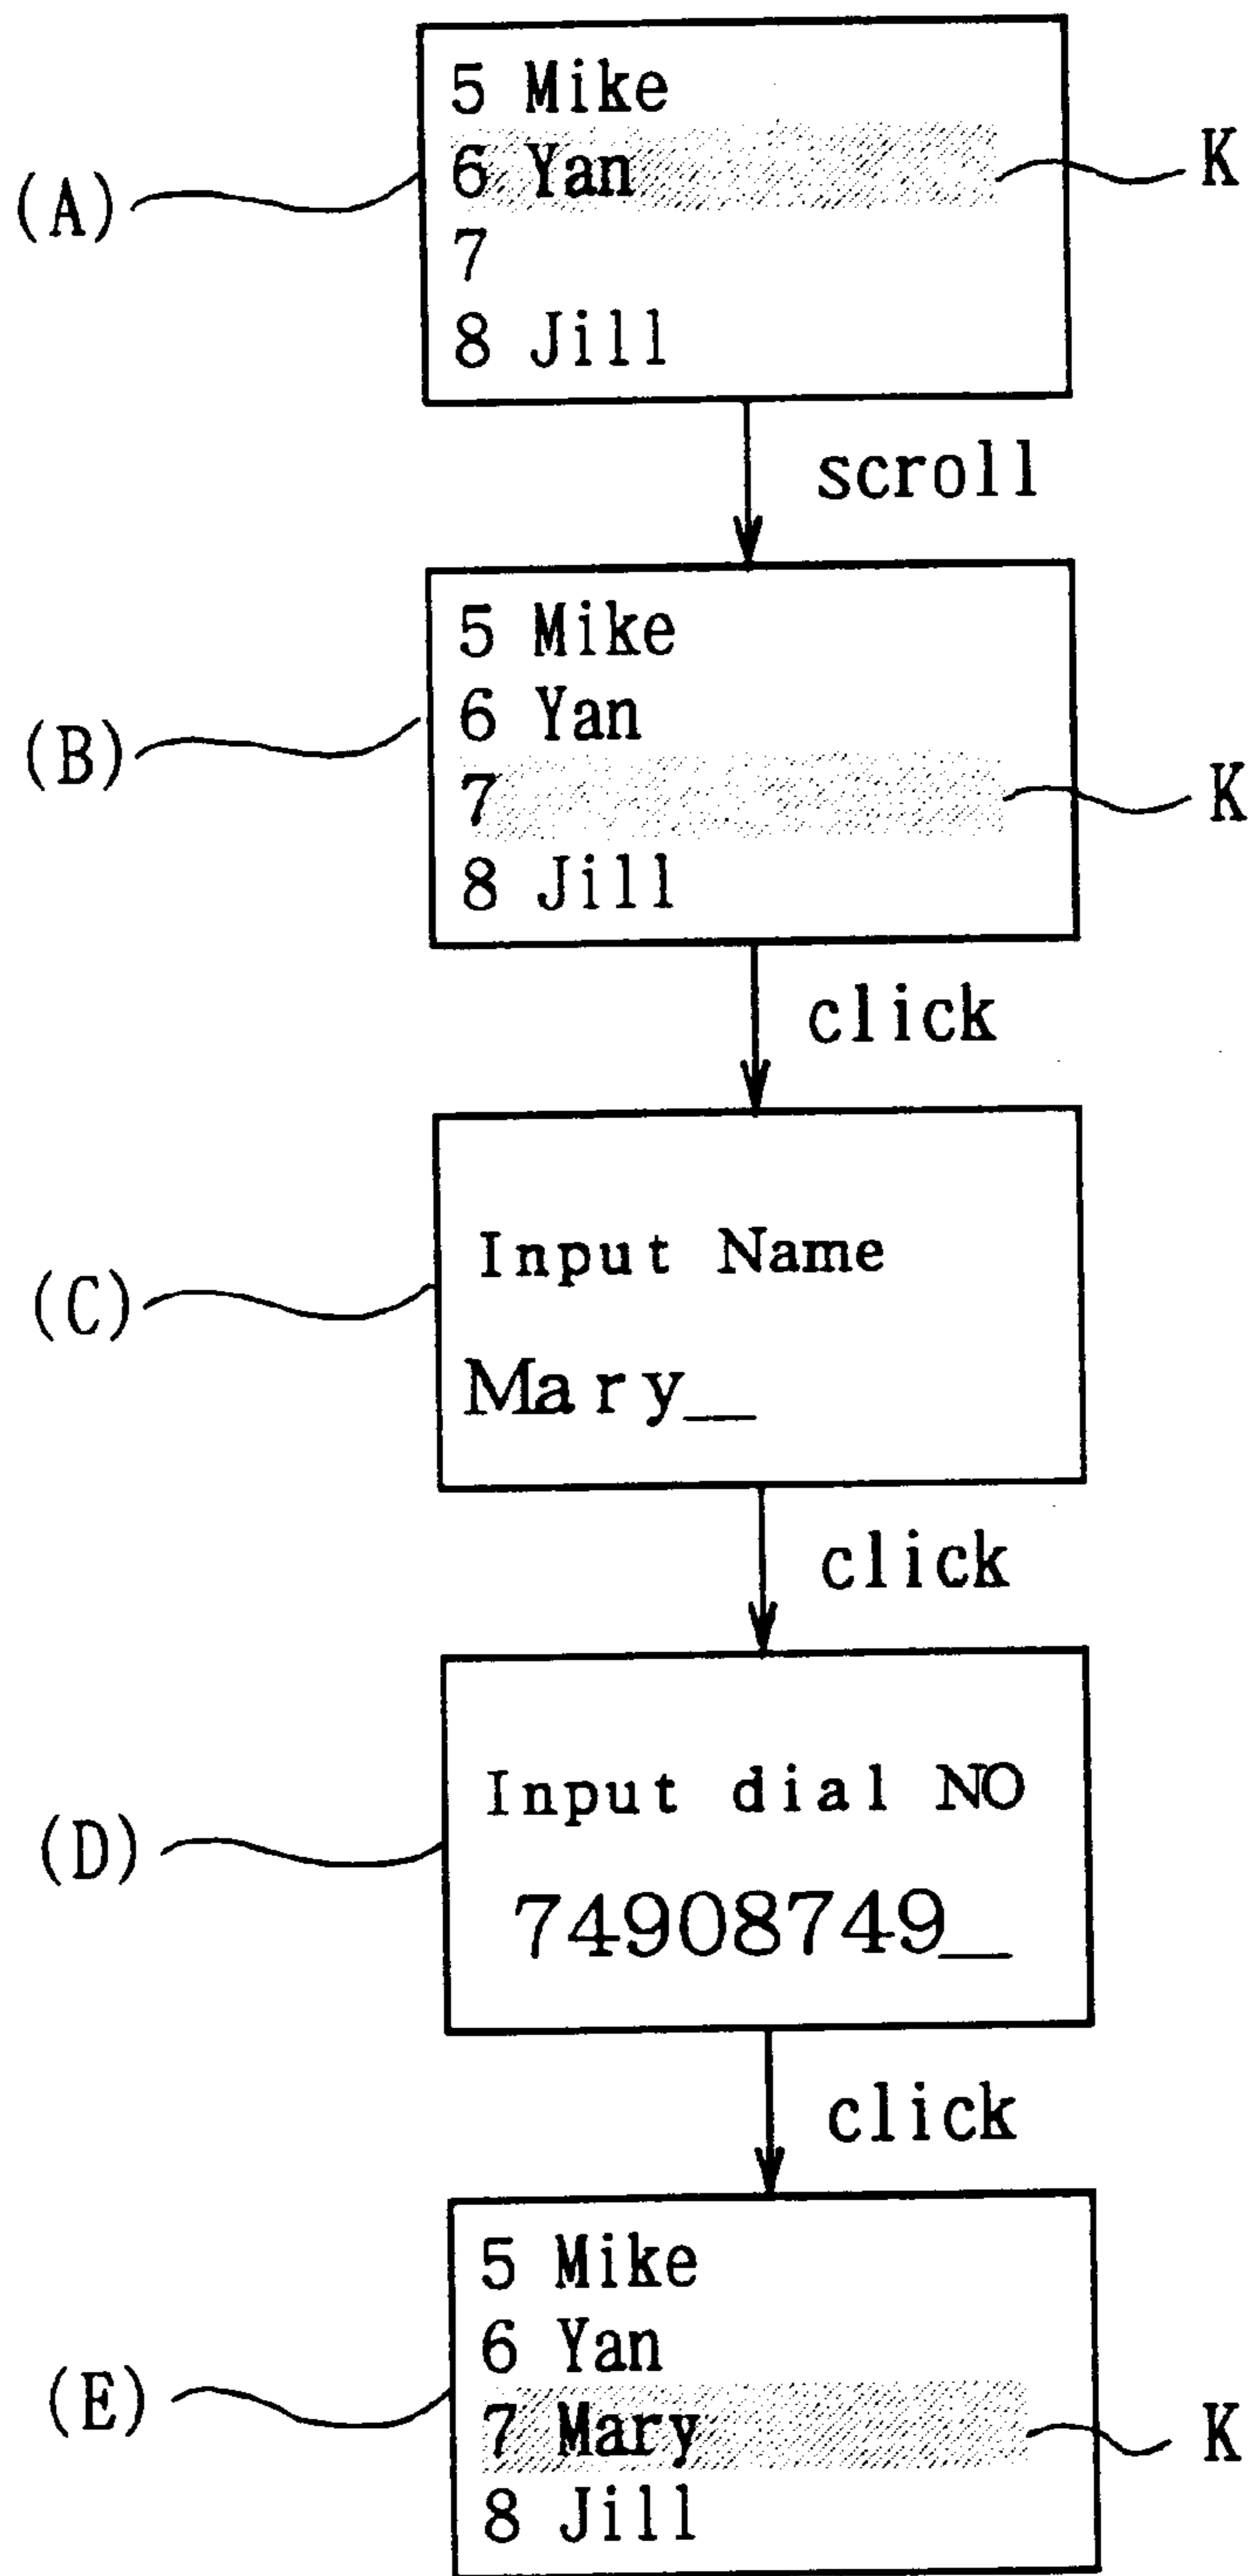 5 Mike
(A) 6 Yan K
7
8 Jill
scroll
5 Mike
6 Yan
(B) 7 K
8 Jill
click
Input Name
(C)
Mary_
click
Input dial NO
(D)
74908749_
click
5 Mike
6 Yan
(E) 7 Mary K
8 Jill